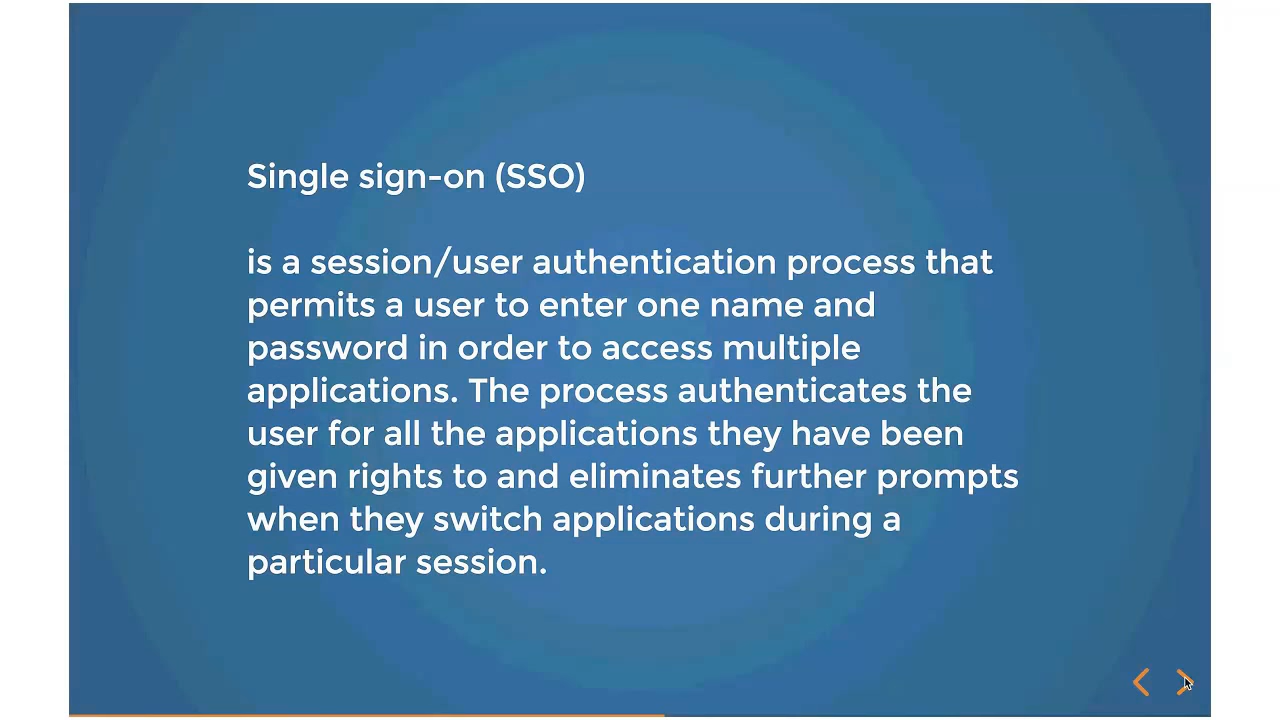 Single sign-on (SSO)
is a session/user authentication process that
permits a user to enter one name and
password in order to access multiple
applications. The process authenticates the
user for all the applications they have been
given rights to and eliminates further prompts
when they switch applications during a
particular session.